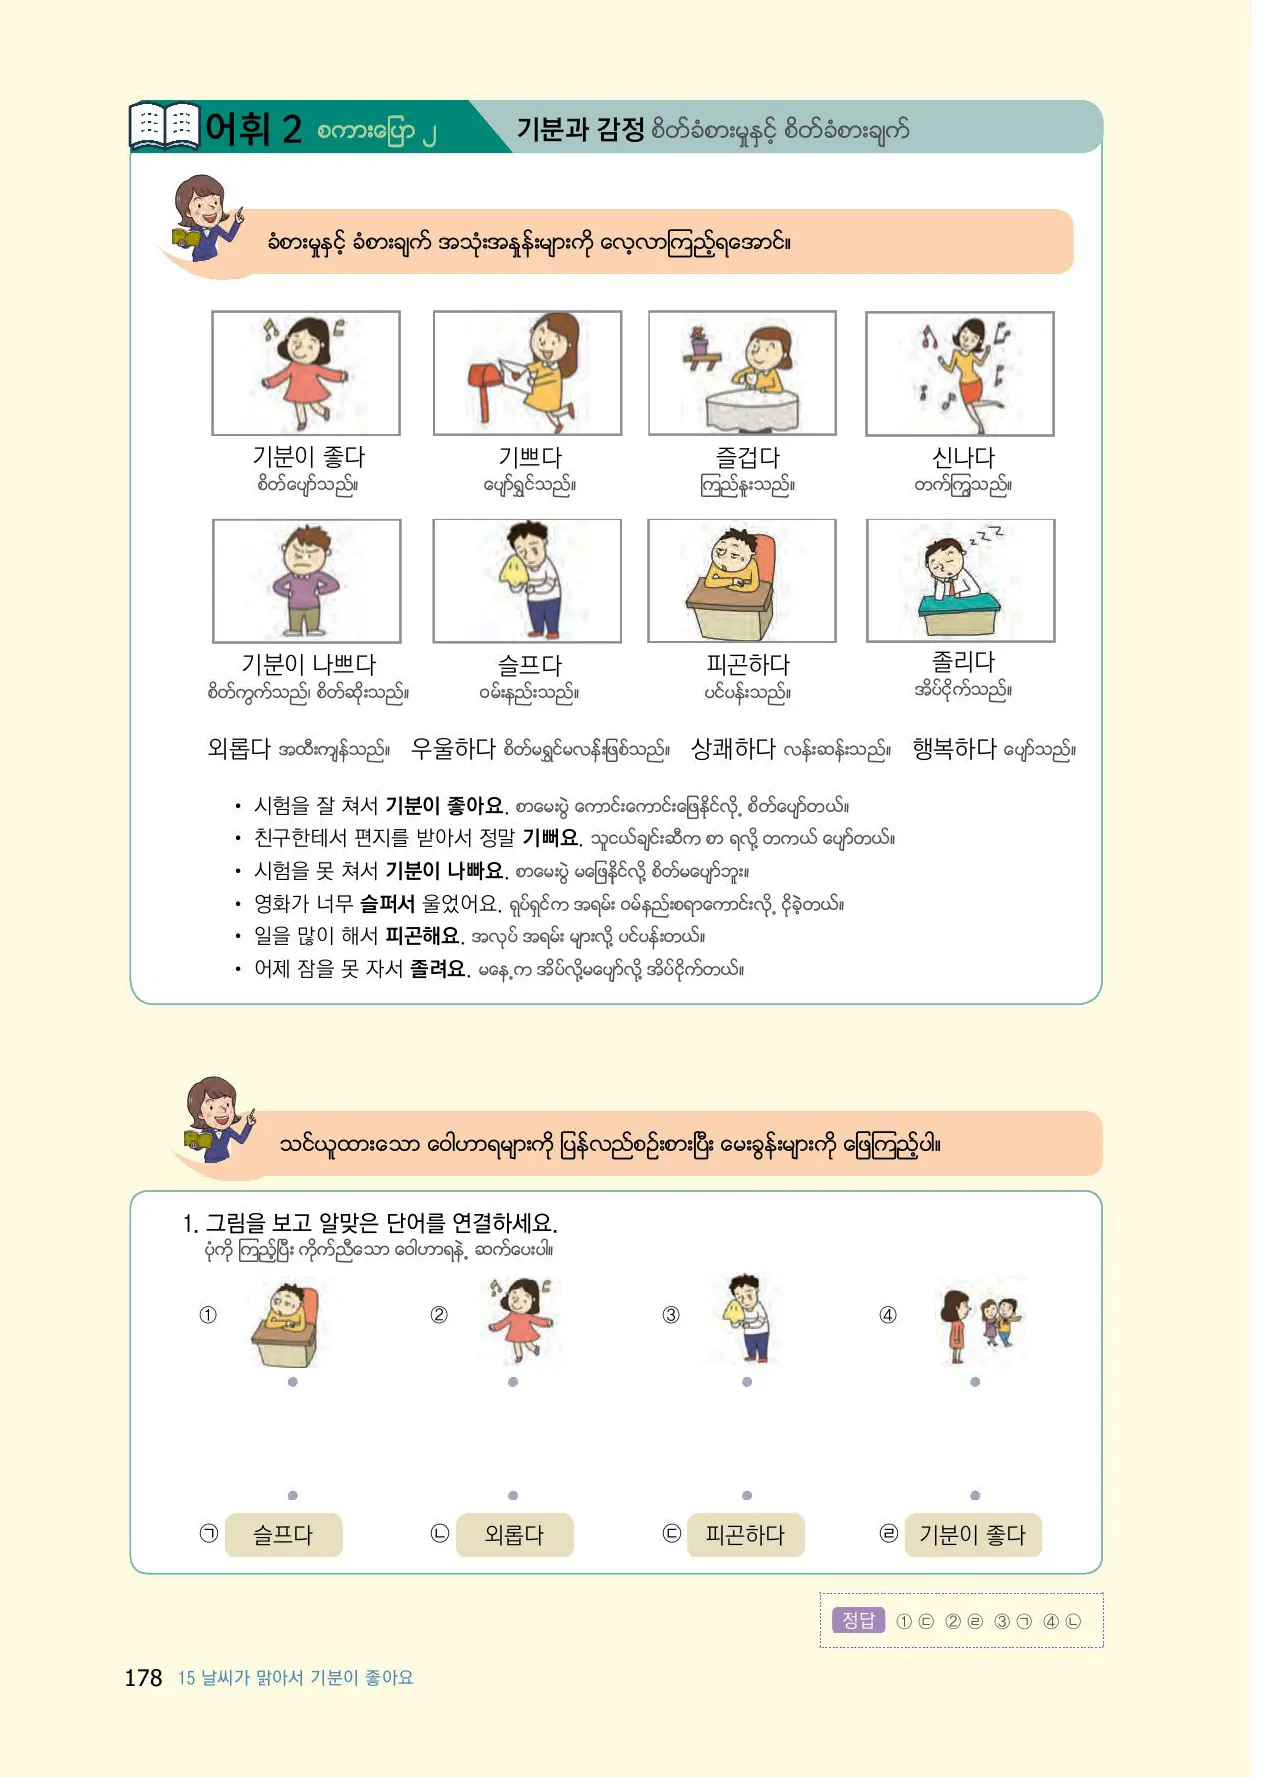 어휘 2 စကားပြော ၂ 기분과 감정 စိတ်ခံစားမှုနှင့် စိတ်ခံစားချက်
ခံစားမှုနှင့် ခံစားချက် အသုံးအနှုန်းများကို လေ့လာကြည့်ရအောင်။
기분이 좋다 기쁘다 즐겁다 신나다
စိတ်ပျော်သည်။ ပျော်ရွှင်သည်။ ကြည်နူးသည်။ တက်ကြွသည်။
기분이 나쁘다 슬프다 피곤하다 졸리다
စိတ်ကွက်သည်၊ စိတ်ဆိုးသည်။ ဝမ်းနည်းသည်။ ပင်ပန်းသည်။ အိပ်ငိုက်သည်။
외롭다 အထီးကျန်သည်။ 우울하다 စိတ်မရွှင်မလန်းဖြစ်သည်။ 상쾌하다 လန်းဆန်းသည်။ 행복하다 ပျော်သည်။
• 시험을 잘 쳐서 기분이 좋아요. စာမေးပွဲ ကောင်းကောင်းဖြေနိုင်လို့ စိတ်ပျော်တယ်။
• 친구한테서 편지를 받아서 정말 기뻐요. သူငယ်ချင်းဆီက စာ ရလို့ တကယ် ပျော်တယ်။
• 시험을 못 쳐서 기분이 나빠요. စာမေးပွဲ မဖြေနိုင်လို့ စိတ်မပျော်ဘူး။
• 영화가 너무 슬퍼서 울었어요. ရုပ်ရှင်က အရမ်း ဝမ်နည်းစရာကောင်းလို့ ငိုခဲ့တယ်။
• 일을 많이 해서 피곤해요. အလုပ် အရမ်း များလို့ ပင်ပန်းတယ်။
• 어제 잠을 못 자서 졸려요. မနေ့က အိပ်လို့မပျော်လို့ အိပ်ငိုက်တယ်။
သင်ယူထားသော ဝေါဟာရများကို ပြန်လည်စဉ်းစားပြီး မေးခွန်းများကို ဖြေကြည့်ပါ။
1. 그림을 보고 알맞은 단어를 연결하세요.
ပုံကို ကြည့်ပြီး ကိုက်ညီသော ဝေါဟာရနဲ့ ဆက်ပေးပါ။
① ② ③ ④
㉠ 슬프다 ㉡ 외롭다 ㉢ 피곤하다 ㉣ 기분이 좋다
정답 ① ㉢ ② ㉣ ③ ㉠ ④ ㉡
178 15 날씨가 맑아서 기분이 좋아요